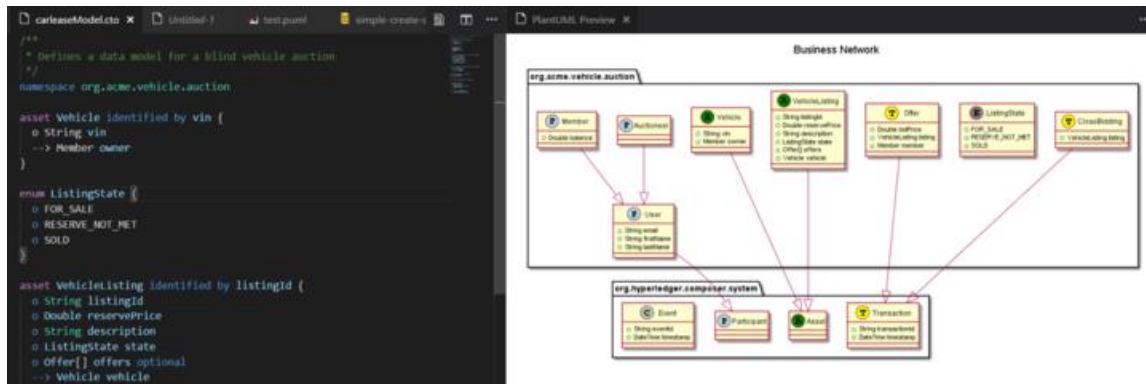 carleaseModel.cto
Untitled-1
test.puml
simple-create-s
PlantUML Preview
/**
* Defines a data model for a blind vehicle auction
*/
namespace org.acme.vehicle.auction
asset Vehicle identified by vin {
o String vin
--> Member owner
}
enum ListingState {
o FOR_SALE
o RESERVE_NOT_MET
o SOLD
}
asset VehicleListing identified by listingId {
o String listingId
o Double reservePrice
o String description
o ListingState state
o Offer[] offers optional
--> Vehicle vehicle
Business Network
org.acme.vehicle.auction
P Member
Double balance
P Auctioneer
A Vehicle
String vin
Member owner
A VehicleListing
String listingId
Double reservePrice
String description
ListingState state
Offer[] offers
Vehicle vehicle
T Offer
Double bidPrice
VehicleListing listing
Member member
E ListingState
FOR_SALE
RESERVE_NOT_MET
SOLD
T CloseBidding
VehicleListing listing
P User
String email
String firstName
String lastName
org.hyperledger.composer.system
C Event
String eventId
DateTime timestamp
P Participant
A Asset
T Transaction
String transactionId
DateTime timestamp